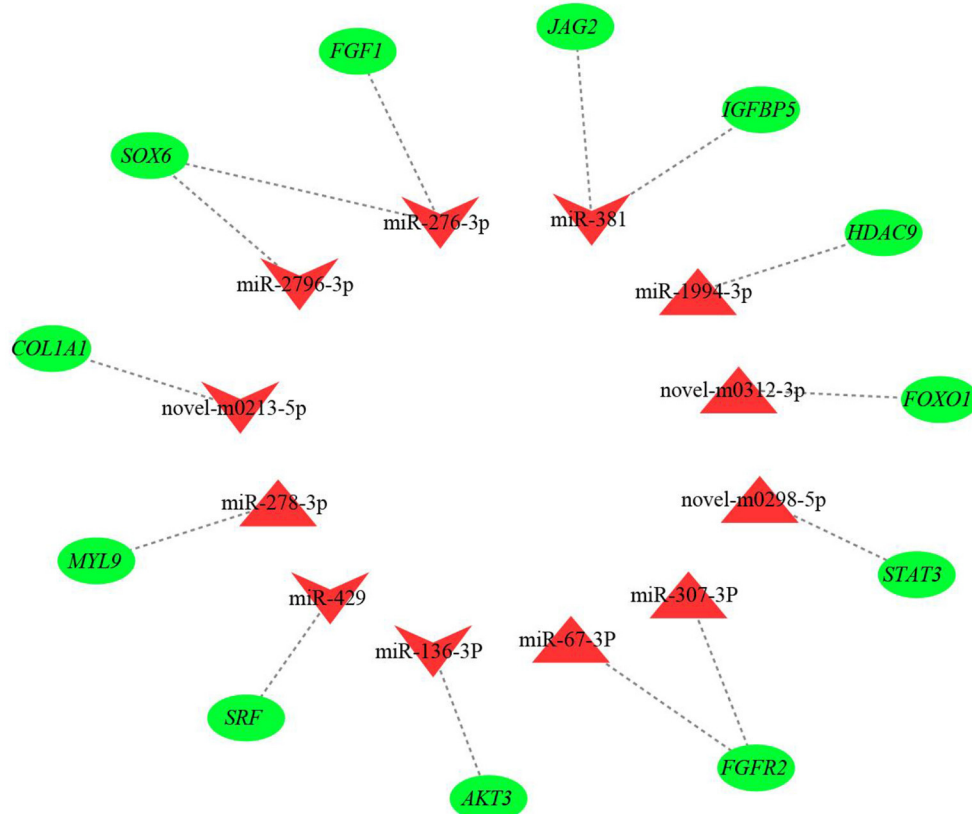 JAG2
FGF1
IGFBP5
SOX6
miR-276-3p
miR-381
HDAC9
miR-2796-3p
miR-1994-3p
COL1A1
novel-m0312-3p
FOXO1
novel-m0213-5p
miR-278-3p
novel-m0298-5p
MYL9
STAT3
miR-429
miR-307-3P
miR-67-3P
miR-136-3P
SRF
FGFR2
AKT3